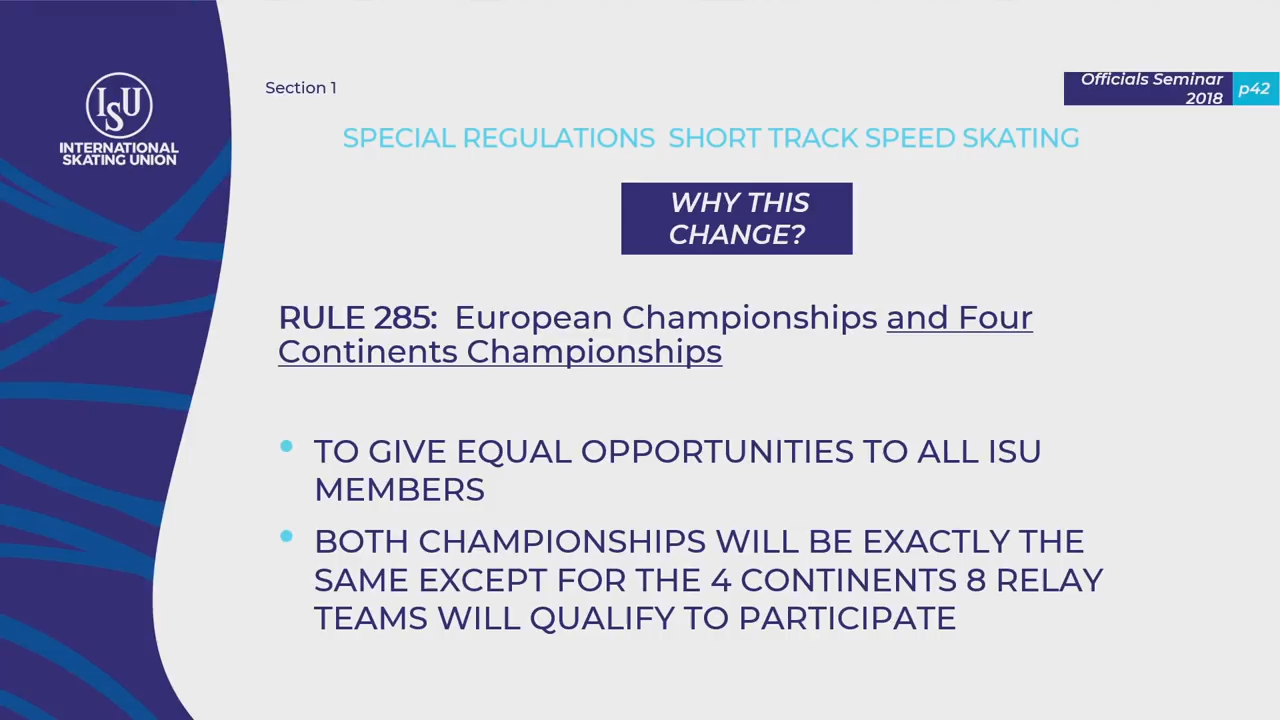 ISU
INTERNATIONAL
SKATING UNION
Section 1
Officials Seminar
2018
p42
SPECIAL REGULATIONS  SHORT TRACK SPEED SKATING
WHY THIS
CHANGE?
RULE 285:  European Championships and Four
Continents Championships
• TO GIVE EQUAL OPPORTUNITIES TO ALL ISU
MEMBERS
• BOTH CHAMPIONSHIPS WILL BE EXACTLY THE
SAME EXCEPT FOR THE 4 CONTINENTS 8 RELAY
TEAMS WILL QUALIFY TO PARTICIPATE